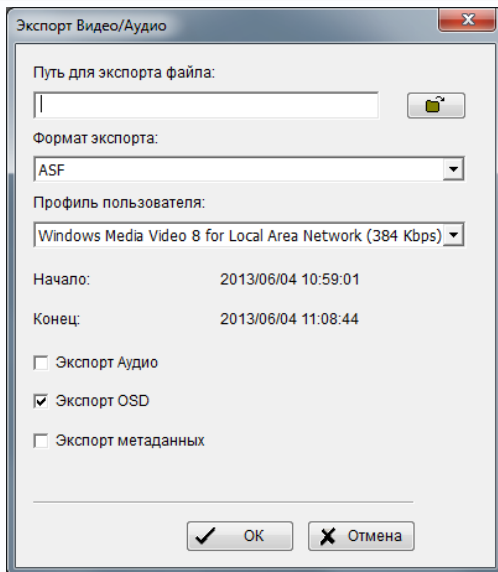 Экспорт Видео/Аудио
Путь для экспорта файла:
Формат экспорта:
ASF
Профиль пользователя:
Windows Media Video 8 for Local Area Network (384 Kbps)
Начало: 2013/06/04 10:59:01
Конец: 2013/06/04 11:08:44
Экспорт Аудио
Экспорт OSD
Экспорт метаданных
ОК Отмена